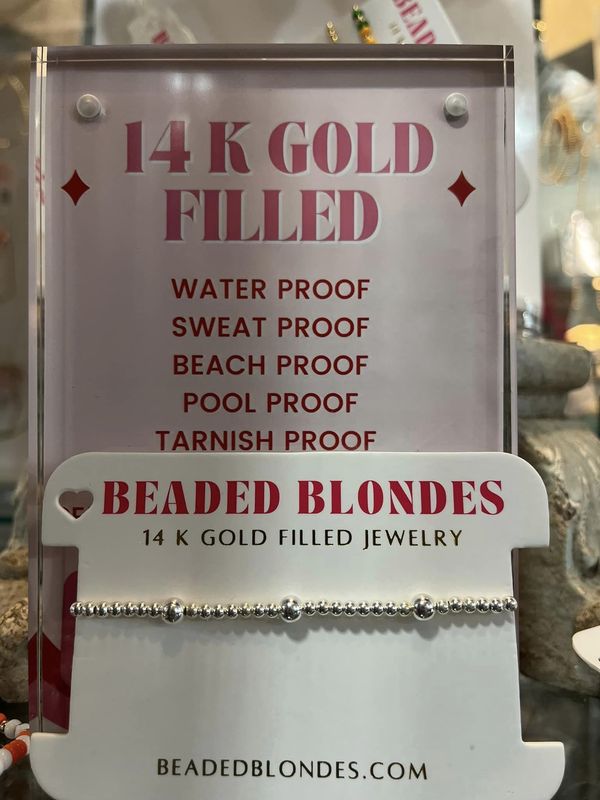 BEAD
14 K GOLD
FILLED
WATER PROOF
SWEAT PROOF
BEACH PROOF
POOL PROOF
TARNISH PROOF
BEADED BLONDES
14 K GOLD FILLED JEWELRY
BEADEDBLONDES.COM